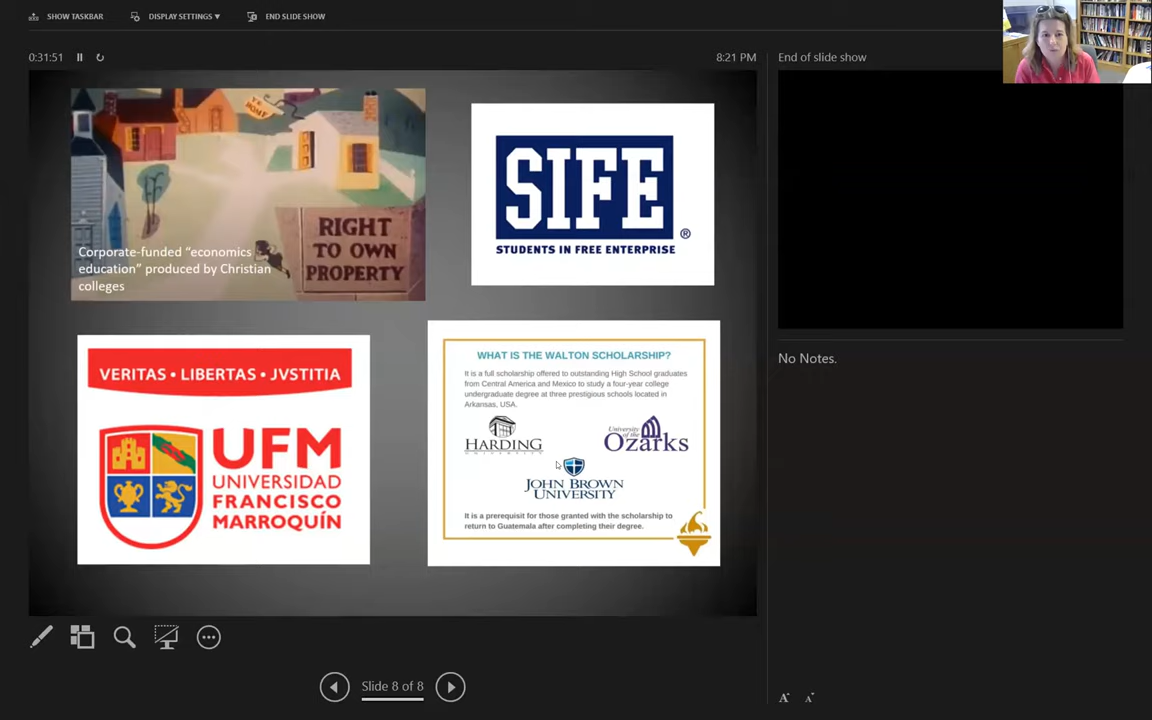 SHOW TASKBAR
DISPLAY SETTINGS ▼
END SLIDE SHOW
0:31:51
8:21 PM
End of slide show
YE HOME
RIGHT
TO OWN
PROPERTY
Corporate-funded “economics
education” produced by Christian
colleges
SIFE
®
STUDENTS IN FREE ENTERPRISE
No Notes.
VERITAS • LIBERTAS • JVSTITIA
UFM
UNIVERSIDAD
FRANCISCO
MARROQUÍN
WHAT IS THE WALTON SCHOLARSHIP?
It is a full scholarship offered to outstanding High School graduates
from Central America and Mexico to study a four-year college
undergraduate degree at three prestigious schools located in
Arkansas, USA.
HARDING
UNIVERSITY
University
of the
Ozarks
JOHN BROWN
UNIVERSITY
It is a prerequisite for those granted with the scholarship to
return to Guatemala after completing their degree.
Slide 8 of 8
A
A